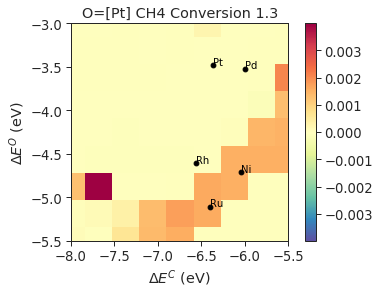 O=[Pt] CH4 Conversion 1.3
−3.0
−3.5
−4.0
−4.5
−5.0
−5.5
ΔE^O (eV)
Pt
Pd
Rh
Ni
Ru
−8.0 −7.5 −7.0 −6.5 −6.0 −5.5
ΔE^C (eV)
0.003
0.002
0.001
0.000
−0.001
−0.002
−0.003